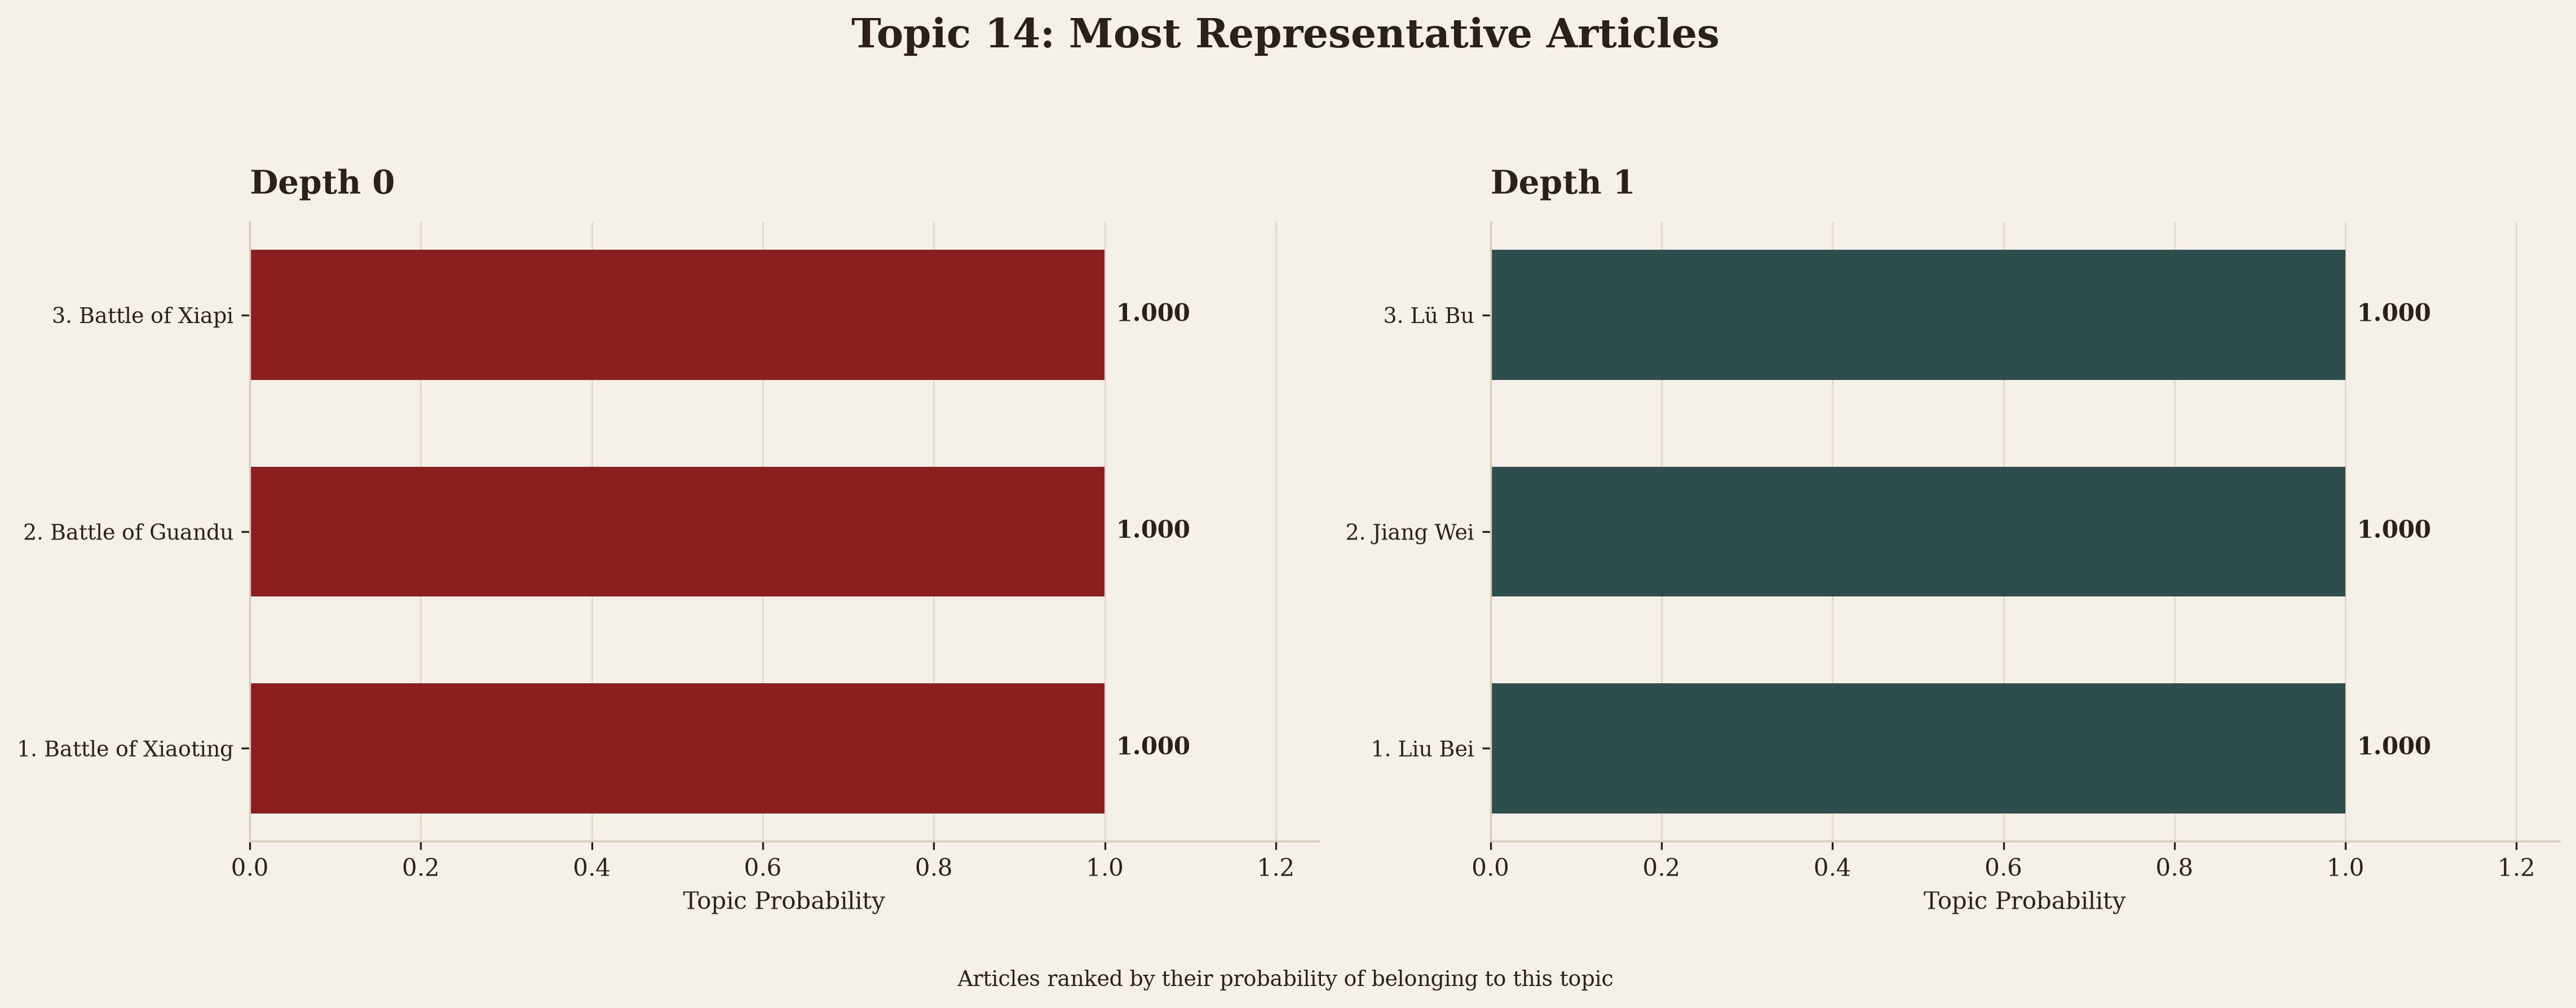 Topic 14: Most Representative Articles
Depth 0
3. Battle of Xiapi
1.000
2. Battle of Guandu
1.000
1. Battle of Xiaoting
1.000
0.0 0.2 0.4 0.6 0.8 1.0 1.2
Topic Probability
Depth 1
3. Lü Bu
1.000
2. Jiang Wei
1.000
1. Liu Bei
1.000
0.0 0.2 0.4 0.6 0.8 1.0 1.2
Topic Probability
Articles ranked by their probability of belonging to this topic